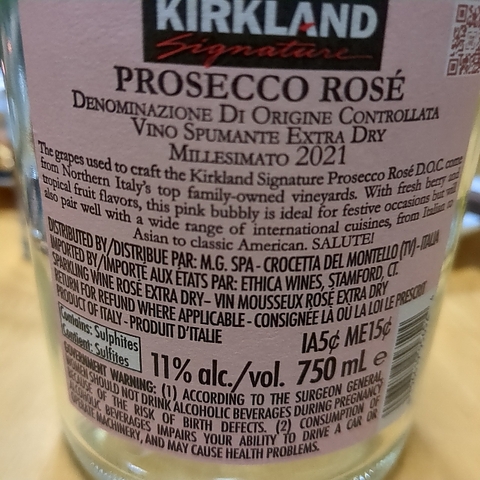 KIRKLAND
Signature
PROSECCO ROSÉ
DENOMINAZIONE DI ORIGINE CONTROLLATA
VINO SPUMANTE EXTRA DRY
MILLESIMATO 2021
The grapes used to craft the Kirkland Signature Prosecco Rosé D.O.C. come
from Northern Italy's top family-owned vineyards. With fresh berry and
tropical fruit flavors, this pink bubbly is ideal for festive occasions but will
also pair well with a wide range of international cuisines, from Italian to
Asian to classic American. SALUTE!
DISTRIBUTED BY/DISTRIBUE PAR: M.G. SPA - CROCETTA DEL MONTELLO (TV) - ITALIA
IMPORTED BY/IMPORTE AUX ETATS PAR: ETHICA WINES, STAMFORD, CT.
SPARKLING WINE ROSÉ EXTRA DRY - VIN MOUSSEUX ROSÉ EXTRA DRY
RETURN FOR REFUND WHERE APPLICABLE - CONSIGNÉE LÀ OÙ LA LOI LE PRESCRIT
PRODUCT OF ITALY - PRODUIT D'ITALIE
IA5¢ ME15¢
Contains: Sulphites
Contient: Sulfites
11% alc./vol. 750 mL e
GOVERNMENT WARNING: (1) ACCORDING TO THE SURGEON GENERAL,
WOMEN SHOULD NOT DRINK ALCOHOLIC BEVERAGES DURING PREGNANCY
BECAUSE OF THE RISK OF BIRTH DEFECTS. (2) CONSUMPTION OF
ALCOHOLIC BEVERAGES IMPAIRS YOUR ABILITY TO DRIVE A CAR OR
OPERATE MACHINERY, AND MAY CAUSE HEALTH PROBLEMS.